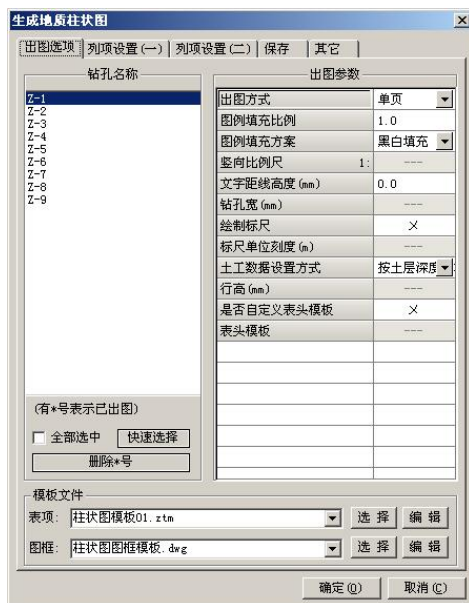 生成地质柱状图
出图选项 列项设置(一) 列项设置(二) 保存 其它
钻孔名称
Z-1
Z-2
Z-3
Z-4
Z-5
Z-6
Z-7
Z-8
Z-9
(有*号表示已出图)
全部选中 快速选择
删除*号
出图参数
出图方式 单页
图例填充比例 1.0
图例填充方案 黑白填充
竖向比例尺 1: ---
文字距线高度(mm) 0.0
钻孔宽(mm) ---
绘制标尺 ×
标尺单位刻度(m) ---
土工数据设置方式 按土层深度
行高(mm) ---
是否自定义表头模板 ×
表头模板 ---
模板文件
表项: 柱状图模板01.ztm 选 择 编 辑
图框: 柱状图图框模板.dwg 选 择 编 辑
确定(O) 取消(C)